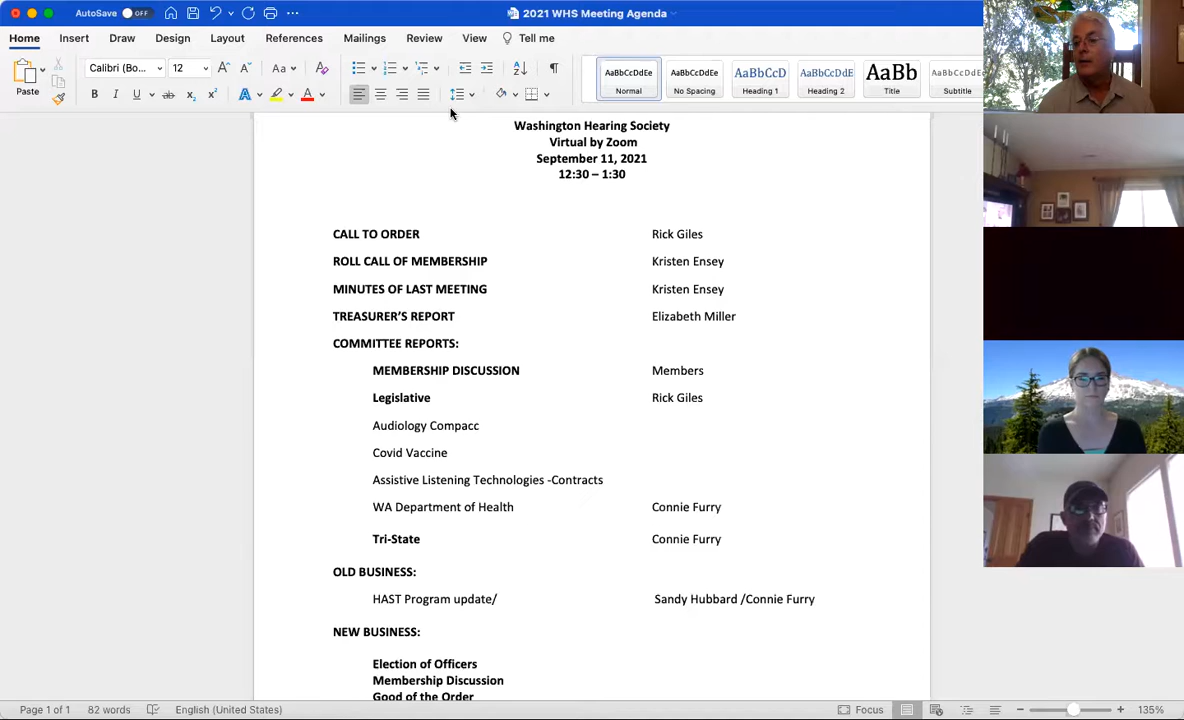 AutoSave OFF
2021 WHS Meeting Agenda
Home Insert Draw Design Layout References Mailings Review View Tell me
Paste
Calibri (Bo... 12
AaBbCcDdEe Normal
AaBbCcDdEe No Spacing
AaBbCcD Heading 1
AaBbCcDdE Heading 2
AaBb Title
AaBbCcDdEe Subtitle
Washington Hearing Society
Virtual by Zoom
September 11, 2021
12:30 – 1:30
CALL TO ORDER Rick Giles
ROLL CALL OF MEMBERSHIP Kristen Ensey
MINUTES OF LAST MEETING Kristen Ensey
TREASURER’S REPORT Elizabeth Miller
COMMITTEE REPORTS:
MEMBERSHIP DISCUSSION Members
Legislative Rick Giles
Audiology Compacc
Covid Vaccine
Assistive Listening Technologies -Contracts
WA Department of Health Connie Furry
Tri-State Connie Furry
OLD BUSINESS:
HAST Program update/ Sandy Hubbard /Connie Furry
NEW BUSINESS:
Election of Officers
Membership Discussion
Good of the Order
Page 1 of 1 82 words English (United States) Focus 135%